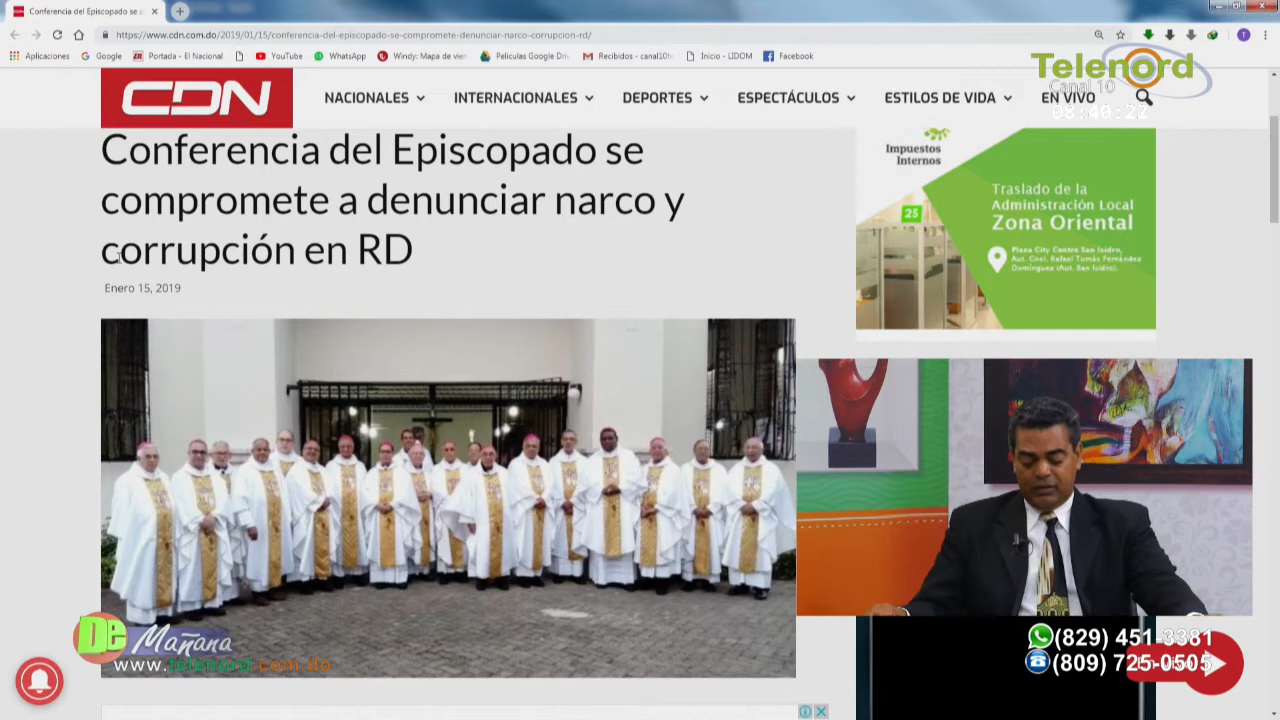 Conferencia del Episcopado se c
https://www.cdn.com.do/2019/01/15/conferencia-del-episcopado-se-compromete-denunciar-narco-corrupcion-rd/
Aplicaciones Google Portada - El Nacional YouTube WhatsApp Windy: Mapa de vien Películas Google Driv Recibidos - canal10t Inicio - LIDOM Facebook
Telenord
Canal 10
08:40:22
CDN NACIONALES INTERNACIONALES DEPORTES ESPECTÁCULOS ESTILOS DE VIDA EN VIVO
Conferencia del Episcopado se
compromete a denunciar narco y
corrupción en RD
Enero 15, 2019
Impuestos
Internos
25
Traslado de la
Administración Local
Zona Oriental
Plaza City Centro San Isidro,
Aut. Cnel. Rafael Tomás Fernández
Domínguez (Aut. San Isidro).
De Mañana
www.telenord.com.do
(829) 451-3381
(809) 725-0505